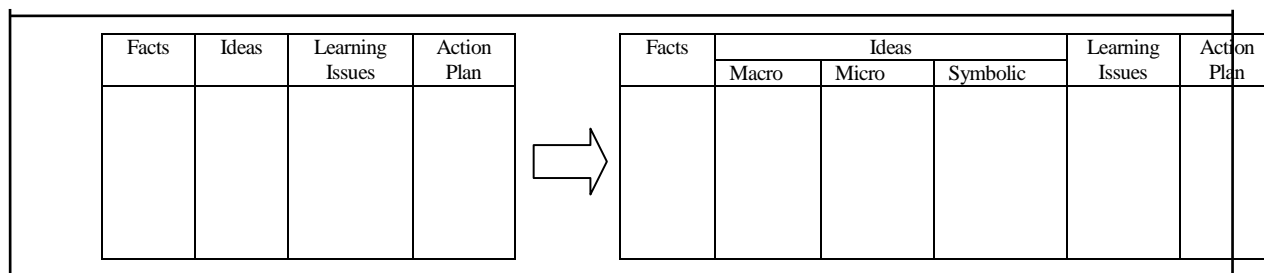 Facts Ideas Learning Issues Action Plan
Facts Ideas Learning Issues Action Plan
Macro Micro Symbolic